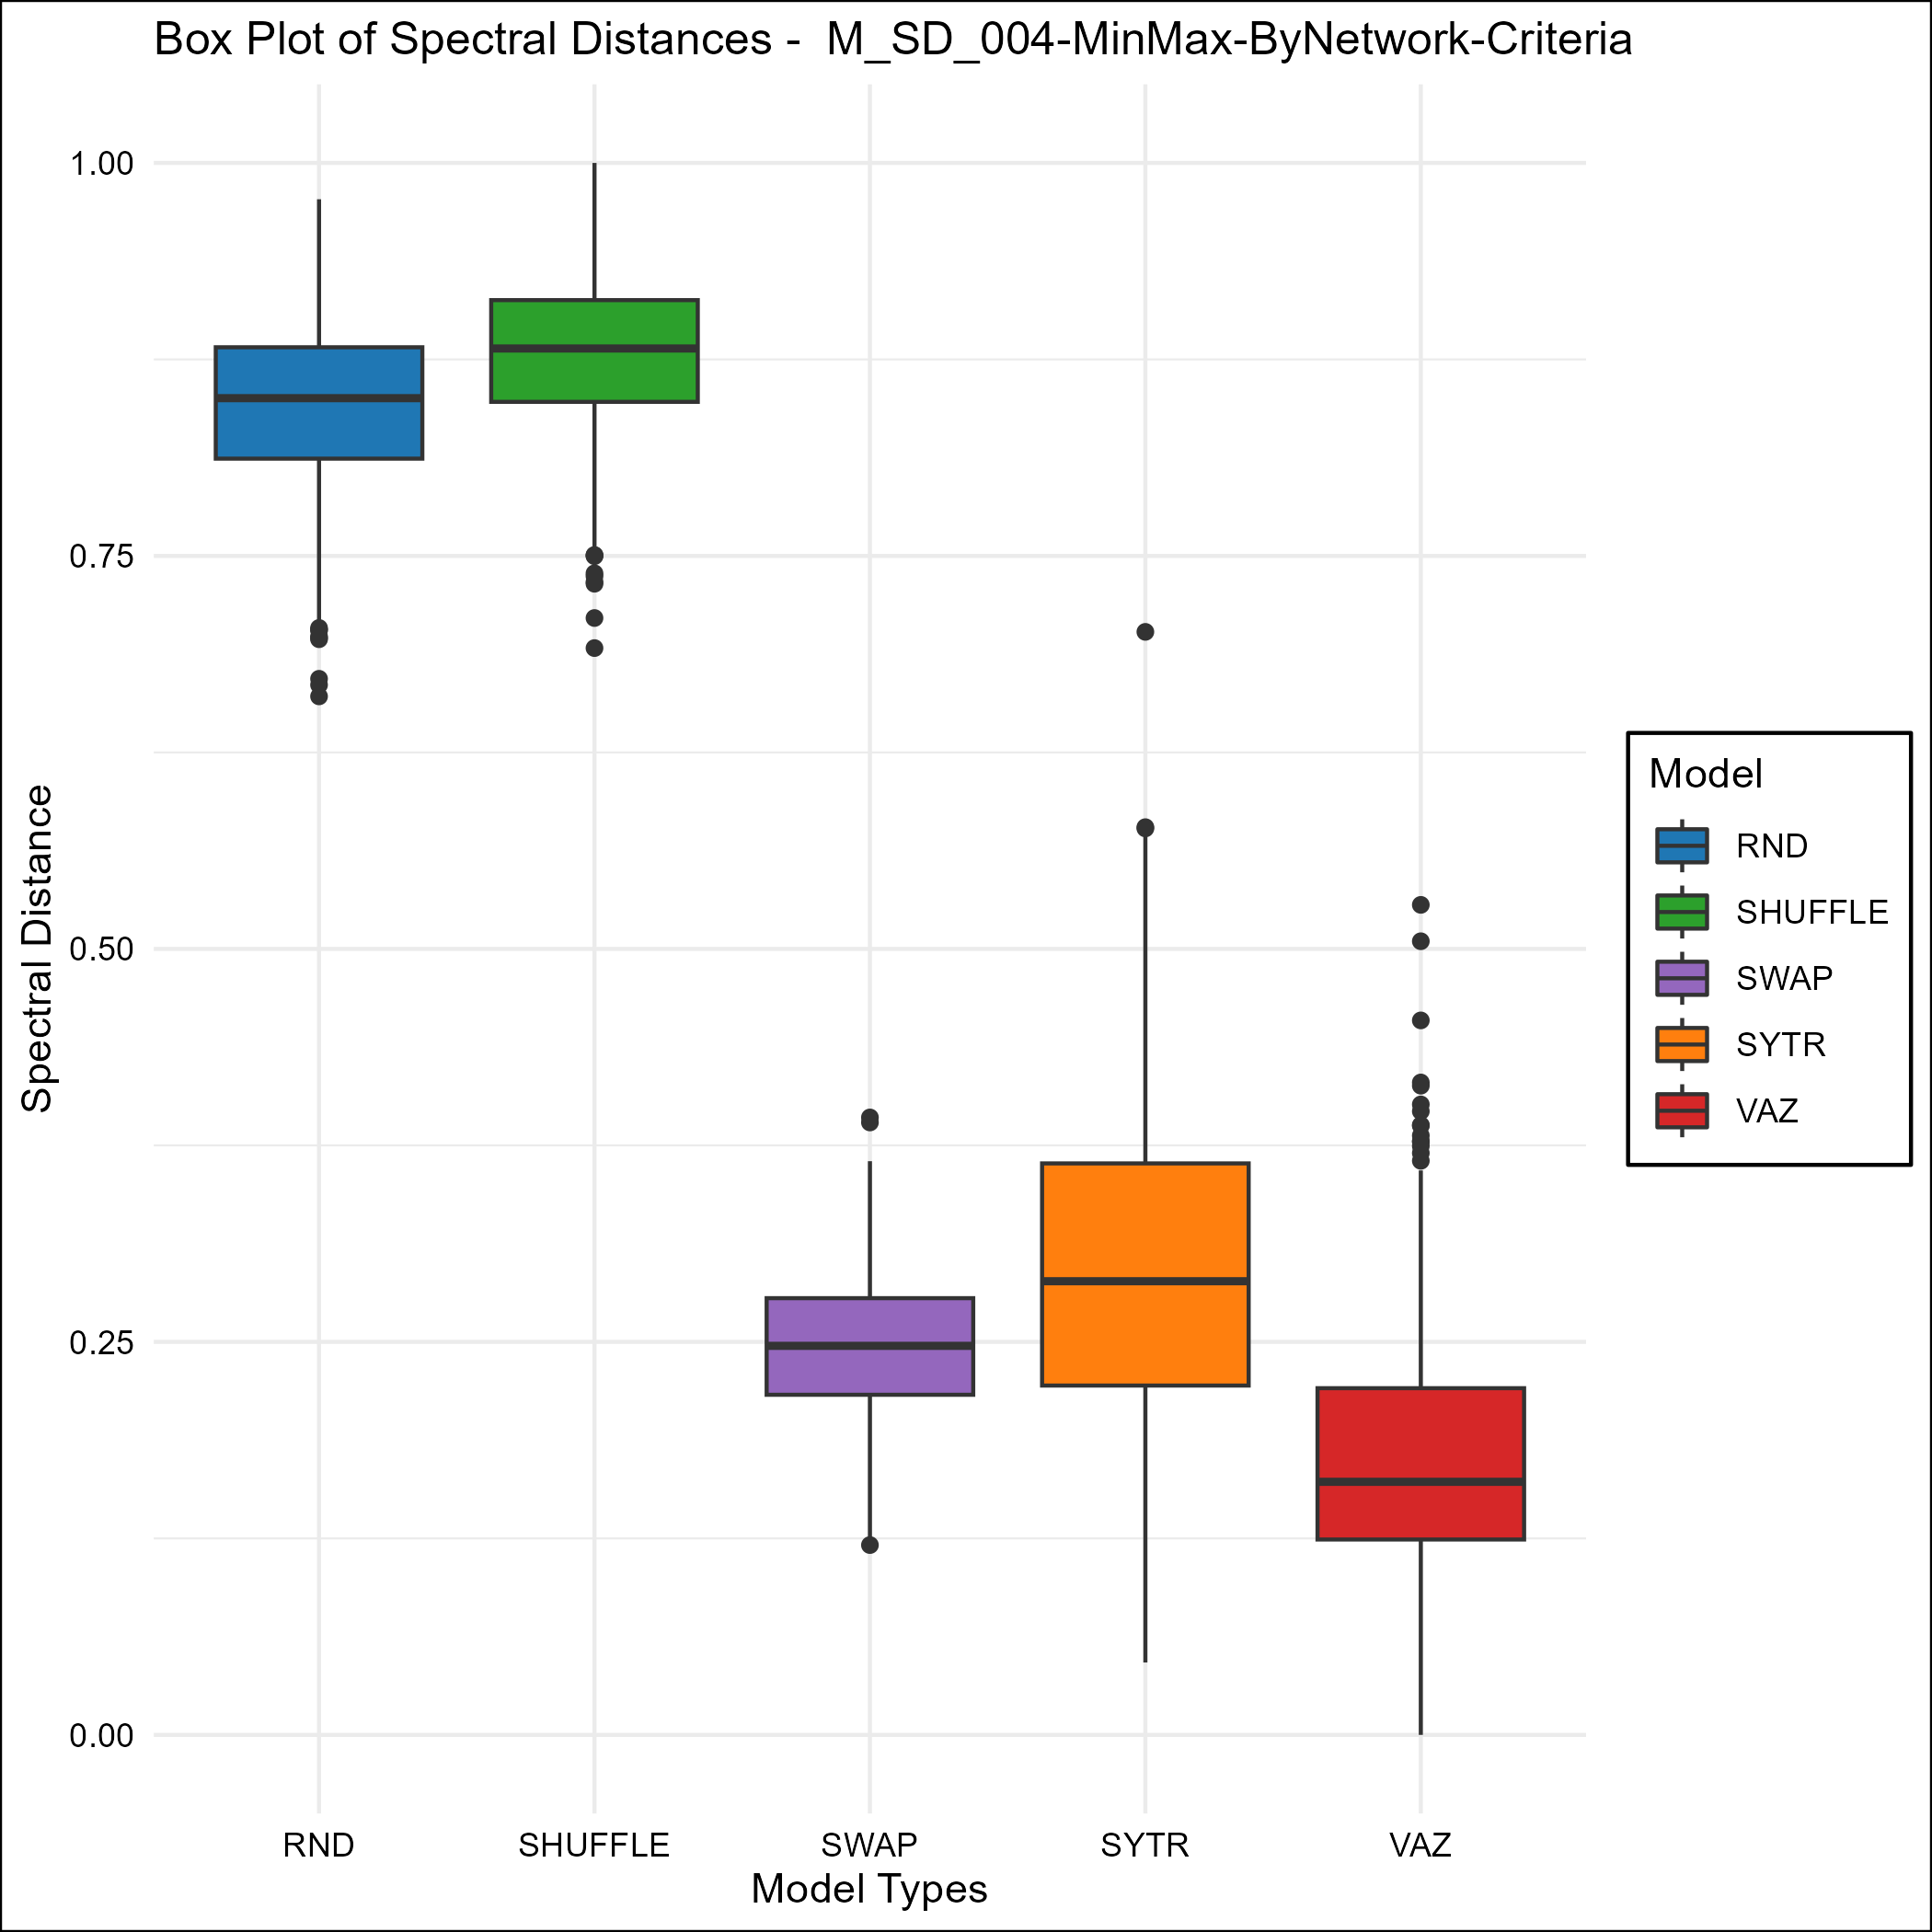 Box Plot of Spectral Distances -  M_SD_004-MinMax-ByNetwork-Criteria
1.00
0.75
0.50
0.25
0.00
Spectral Distance
RND
SHUFFLE
SWAP
SYTR
VAZ
Model Types
Model
RND
SHUFFLE
SWAP
SYTR
VAZ